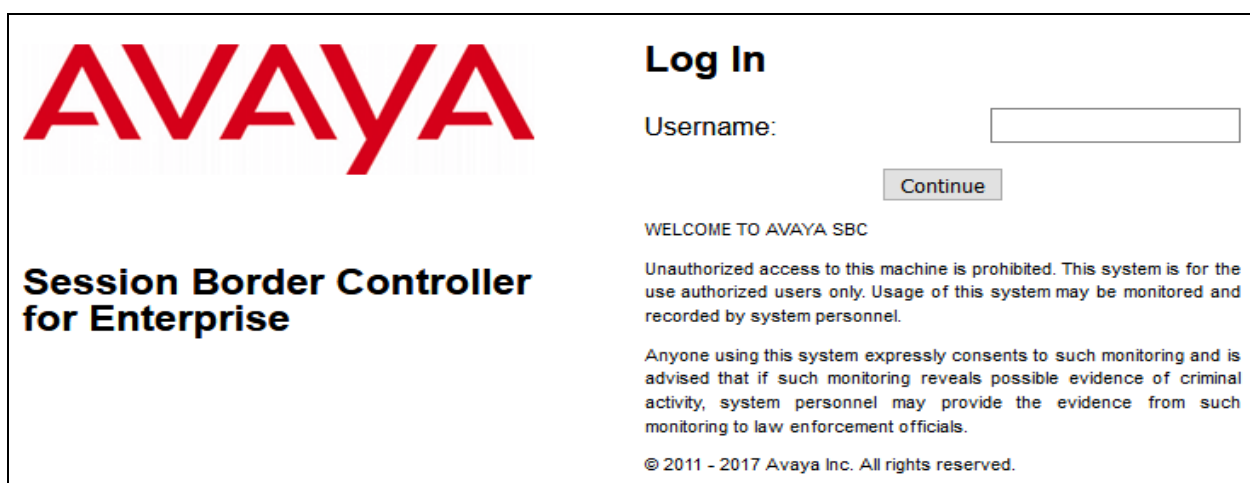 AVAYA
Session Border Controller
for Enterprise
Log In
Username:
Continue
WELCOME TO AVAYA SBC
Unauthorized access to this machine is prohibited. This system is for the
use authorized users only. Usage of this system may be monitored and
recorded by system personnel.
Anyone using this system expressly consents to such monitoring and is
advised that if such monitoring reveals possible evidence of criminal
activity, system personnel may provide the evidence from such
monitoring to law enforcement officials.
© 2011 - 2017 Avaya Inc. All rights reserved.